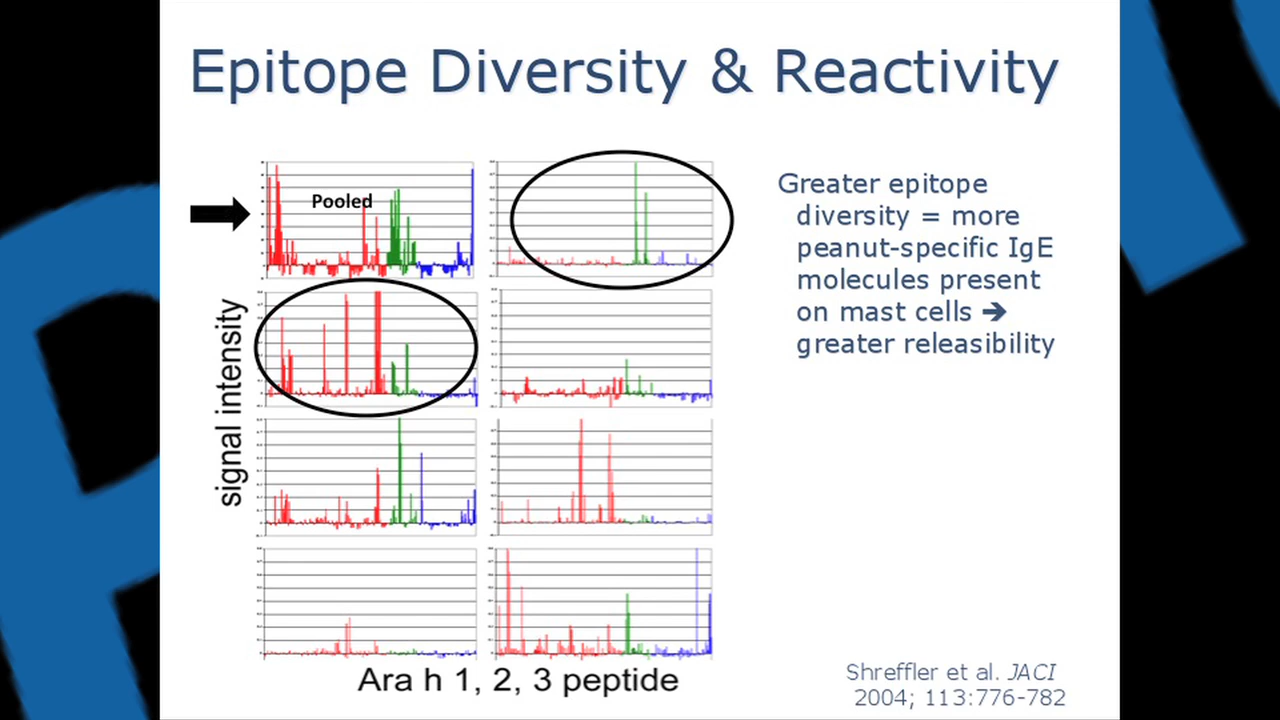 Epitope Diversity & Reactivity
Pooled
signal intensity
Ara h 1, 2, 3 peptide
Greater epitope
diversity = more
peanut-specific IgE
molecules present
on mast cells ➔
greater releasibility
Shreffler et al. JACI
2004; 113:776-782